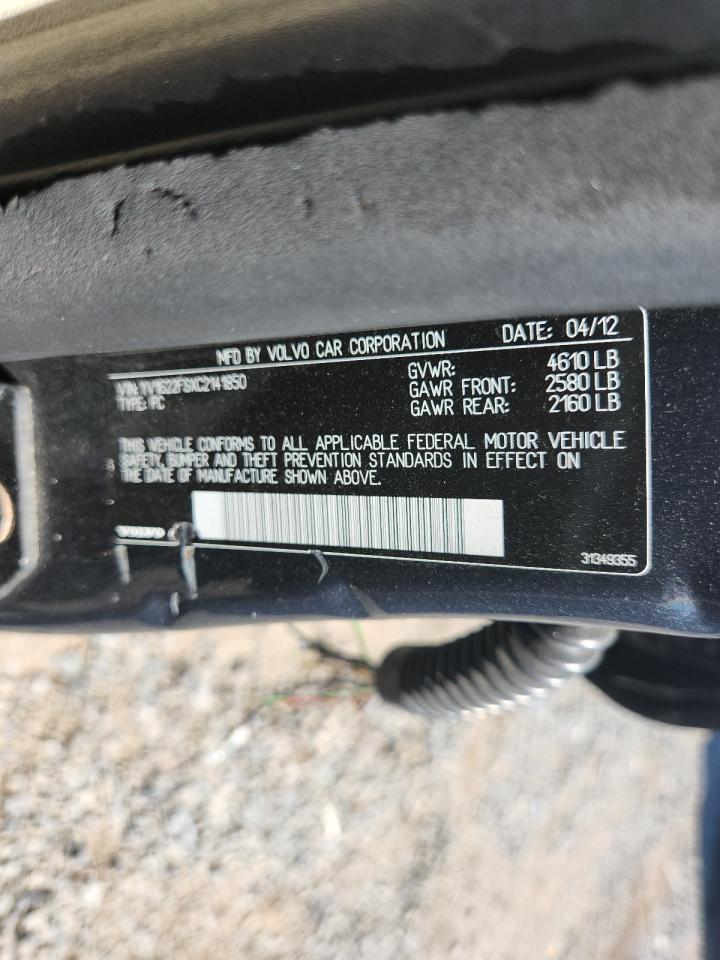 MFD BY VOLVO CAR CORPORATION DATE: 04/12
VIN: YV1622FSXC2141850
TYPE: PC
GVWR: 4610 LB
GAWR FRONT: 2580 LB
GAWR REAR: 2160 LB
THIS VEHICLE CONFORMS TO ALL APPLICABLE FEDERAL MOTOR VEHICLE
SAFETY, BUMPER AND THEFT PREVENTION STANDARDS IN EFFECT ON
THE DATE OF MANUFACTURE SHOWN ABOVE.
VOLVO
31349355